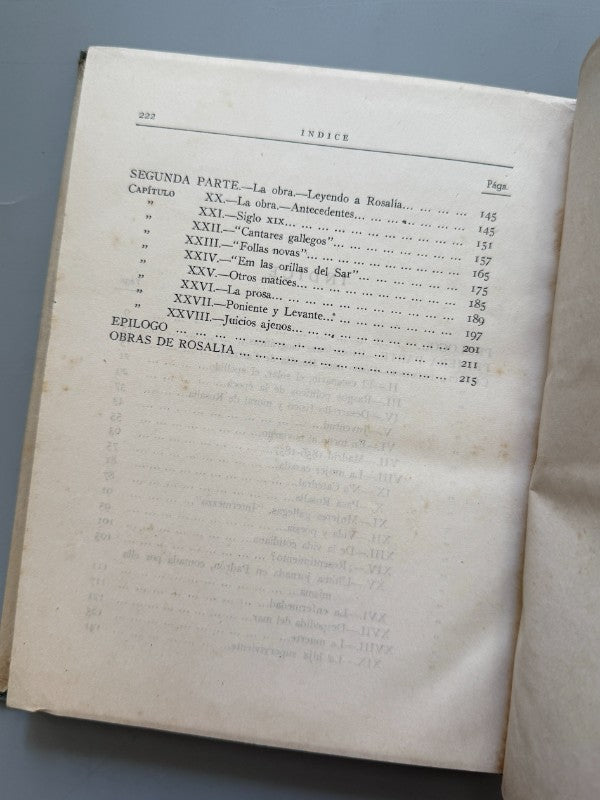 222
INDICE
Págs.
SEGUNDA PARTE.—La obra.—Leyendo a Rosalía... ... ... ... 145
CAPÍTULO XX.—La obra.—Antecedentes... ... ... ... ... ... 145
„ XXI.—Siglo XIX... ... ... ... ... ... ... ... ... 151
„ XXII.—"Cantares gallegos"... ... ... ... ... ... 157
„ XXIII.—"Follas novas"... ... ... ... ... ... ... 165
„ XXIV.—"Em las orillas del Sar"... ... ... ... ... 175
„ XXV.—Otros matices... ... ... ... ... ... ... ... 185
„ XXVI.—La prosa... ... ... ... ... ... ... ... ... 189
„ XXVII.—Poniente y Levante... ... ... ... ... ... 197
„ XXVIII.—Juicios ajenos... ... ... ... ... ... ... 201
EPILOGO ... ... ... ... ... ... ... ... ... ... ... ... 211
OBRAS DE ROSALIA ... ... ... ... ... ... ... ... ... ... 215